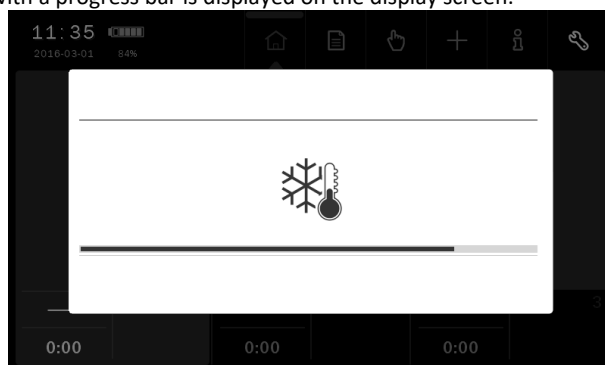 with a progress bar is displayed on the display screen.
11:35
2016-03-01 84%
3
0:00 0:00 0:00